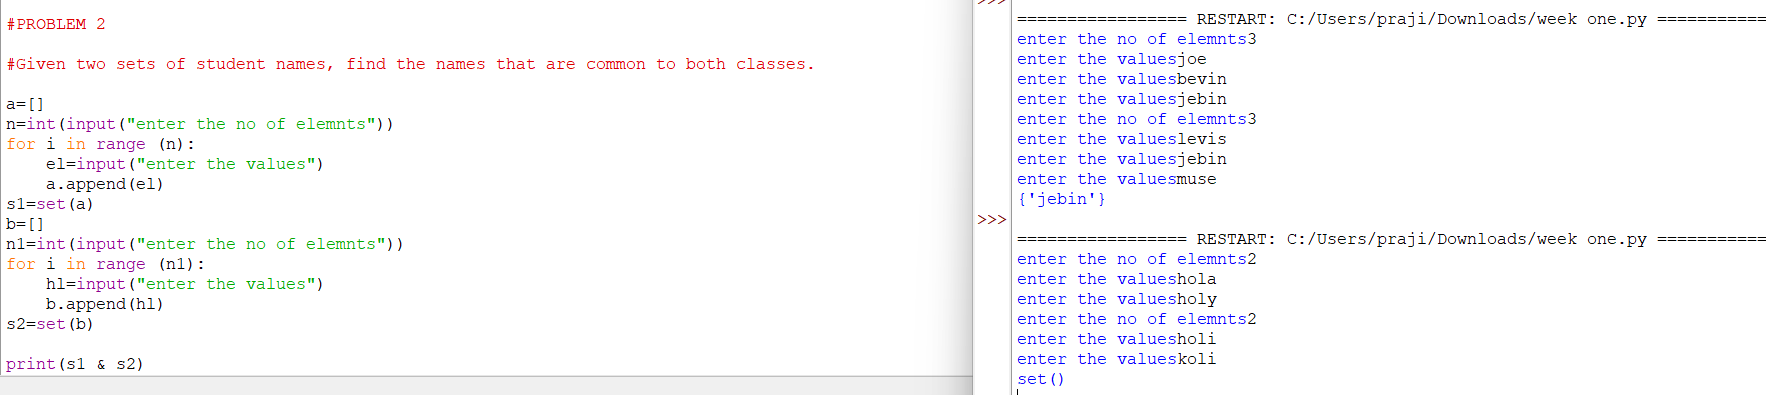 #PROBLEM 2
#Given two sets of student names, find the names that are common to both classes.
a=[]
n=int(input("enter the no of elemnts"))
for i in range (n):
    el=input("enter the values")
    a.append(el)
s1=set(a)
b=[]
n1=int(input("enter the no of elemnts"))
for i in range (n1):
    hl=input("enter the values")
    b.append(hl)
s2=set(b)
print(s1 & s2)
>>>
================= RESTART: C:/Users/praji/Downloads/week one.py ===========
enter the no of elemnts3
enter the valuesjoe
enter the valuesbevin
enter the valuesjebin
enter the no of elemnts3
enter the valueslevis
enter the valuesjebin
enter the valuesmuse
{'jebin'}
>>>
================= RESTART: C:/Users/praji/Downloads/week one.py ===========
enter the no of elemnts2
enter the valueshola
enter the valuesholy
enter the no of elemnts2
enter the valuesholi
enter the valueskoli
set()